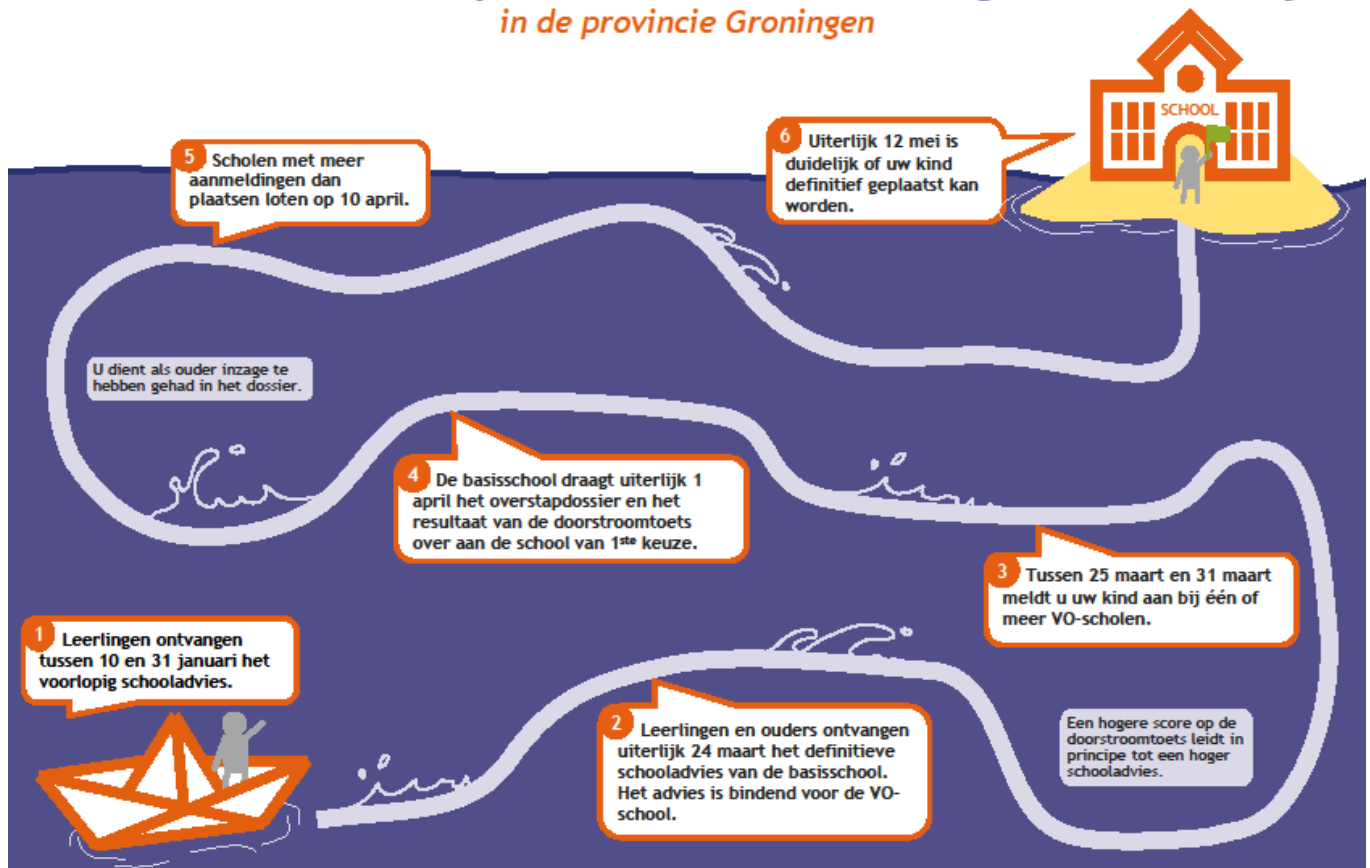 in de provincie Groningen
SCHOOL
6 Uiterlijk 12 mei is
duidelijk of uw kind
definitief geplaatst kan
worden.
5 Scholen met meer
aanmeldingen dan
plaatsen loten op 10 april.
U dient als ouder inzage te
hebben gehad in het dossier.
4 De basisschool draagt uiterlijk 1
april het overstapdossier en het
resultaat van de doorstroomtoets
over aan de school van 1ste keuze.
3 Tussen 25 maart en 31 maart
meldt u uw kind aan bij één of
meer VO-scholen.
1 Leerlingen ontvangen
tussen 10 en 31 januari het
voorlopig schooladvies.
2 Leerlingen en ouders ontvangen
uiterlijk 24 maart het definitieve
schooladvies van de basisschool.
Het advies is bindend voor de VO-
school.
Een hogere score op de
doorstroomtoets leidt in
principe tot een hoger
schooladvies.